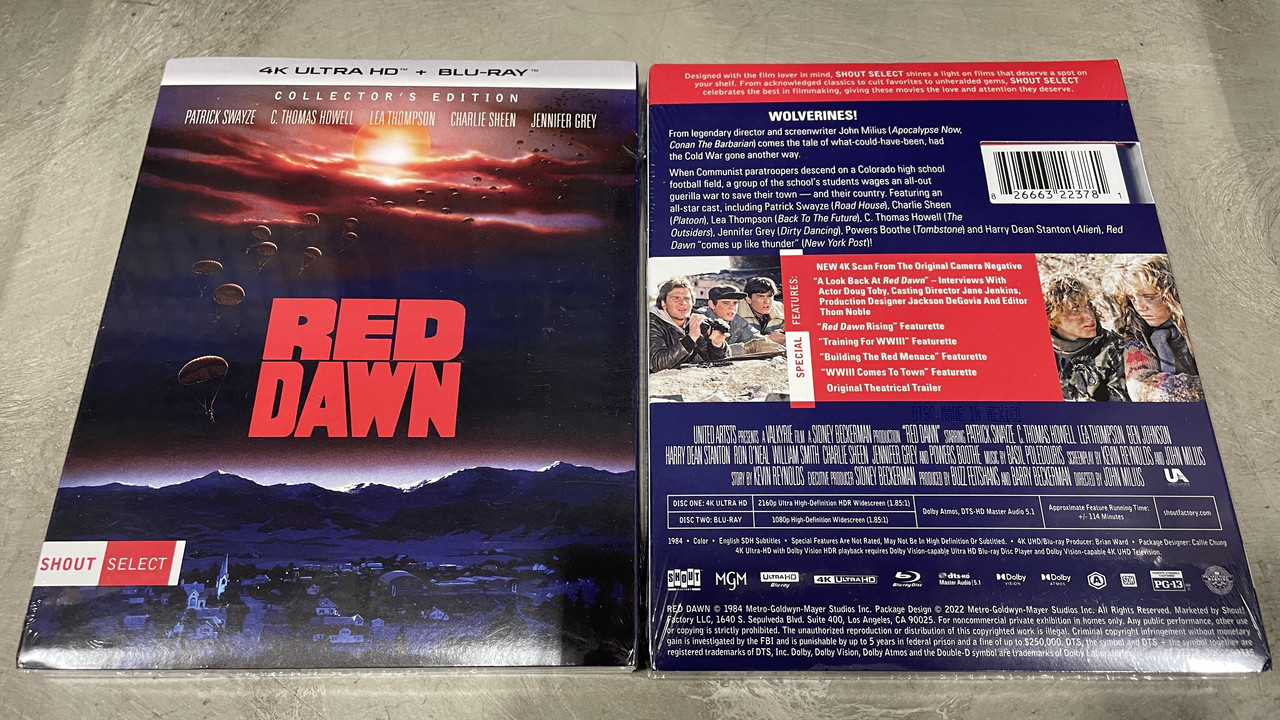 4K ULTRA HD™ + BLU-RAY™
COLLECTOR'S EDITION
PATRICK SWAYZE C. THOMAS HOWELL LEA THOMPSON CHARLIE SHEEN JENNIFER GREY
RED
DAWN
SHOUT SELECT
Designed with the film lover in mind, SHOUT SELECT shines a light on films that deserve a spot on
your shelf. From acknowledged classics to cult favorites to unheralded gems, SHOUT SELECT
celebrates the best in filmmaking, giving these movies the love and attention they deserve.
WOLVERINES!
From legendary director and screenwriter John Milius (Apocalypse Now,
Conan The Barbarian) comes the tale of what-could-have-been, had
the Cold War gone another way.
When Communist paratroopers descend on a Colorado high school
football field, a group of the school's students wages an all-out
guerilla war to save their town — and their country. Featuring an
all-star cast, including Patrick Swayze (Road House), Charlie Sheen
(Platoon), Lea Thompson (Back To The Future), C. Thomas Howell (The
Outsiders), Jennifer Grey (Dirty Dancing), Powers Boothe (Tombstone) and Harry Dean Stanton (Alien), Red
Dawn "comes up like thunder" (New York Post)!
8 26663 22378 1
SPECIAL FEATURES:
NEW 4K Scan From The Original Camera Negative
"A Look Back At Red Dawn" – Interviews With
Actor Doug Toby, Casting Director Jane Jenkins,
Production Designer Jackson DeGovia And Editor
Thom Noble
"Red Dawn Rising" Featurette
"Training For WWIII" Featurette
"Building The Red Menace" Featurette
"WWIII Comes To Town" Featurette
Original Theatrical Trailer
DISC MADE IN MEXICO
UNITED ARTISTS PRESENTS A VALKYRIE FILM A SIDNEY BECKERMAN PRODUCTION "RED DAWN" STARRING PATRICK SWAYZE C. THOMAS HOWELL LEA THOMPSON BEN JOHNSON
HARRY DEAN STANTON RON O'NEAL WILLIAM SMITH CHARLIE SHEEN JENNIFER GREY AND POWERS BOOTHE MUSIC BY BASIL POLEDOURIS SCREENPLAY BY KEVIN REYNOLDS AND JOHN MILIUS
STORY BY KEVIN REYNOLDS EXECUTIVE PRODUCER SIDNEY BECKERMAN PRODUCED BY BUZZ FEITSHANS AND BARRY BECKERMAN DIRECTED BY JOHN MILIUS
UA
DISC ONE: 4K ULTRA HD 2160p Ultra High-Definition HDR Widescreen (1.85:1)
DISC TWO: BLU-RAY 1080p High-Definition Widescreen (1.85:1)
Dolby Atmos, DTS-HD Master Audio 5.1
Approximate Feature Running Time:
+/- 114 Minutes
shoutfactory.com
1984 • Color • English SDH Subtitles • Special Features Are Not Rated, May Not Be In High Definition Or Subtitled. • 4K UHD/Blu-ray Producer: Brian Ward • Package Designer: Callie Chung
4K Ultra-HD with Dolby Vision HDR playback requires Dolby Vision-capable Ultra HD Blu-ray Disc Player and Dolby Vision-capable 4K UHD Television.
SHOUT MGM ULTRA HD Blu-ray 4K ULTRA HD Blu-ray Disc dts-HD Master Audio | 5.1 Dolby VISION Dolby ATMOS A SDH PG-13
RED DAWN © 1984 Metro-Goldwyn-Mayer Studios Inc. Package Design © 2022 Metro-Goldwyn-Mayer Studios Inc. All Rights Reserved. Marketed by Shout!
Factory LLC, 1640 S. Sepulveda Blvd. Suite 400, Los Angeles, CA 90025. For noncommercial private exhibition in homes only. Any public performance, other use
or copying is strictly prohibited. The unauthorized reproduction or distribution of this copyrighted work is illegal. Criminal copyright infringement without monetary
gain is investigated by the FBI and is punishable by up to 5 years in federal prison and a fine of up to $250,000. DTS, the symbol, and DTS + the symbol together are
registered trademarks of DTS, Inc. Dolby, Dolby Vision, Dolby Atmos and the Double-D symbol are trademarks of Dolby Laboratories.